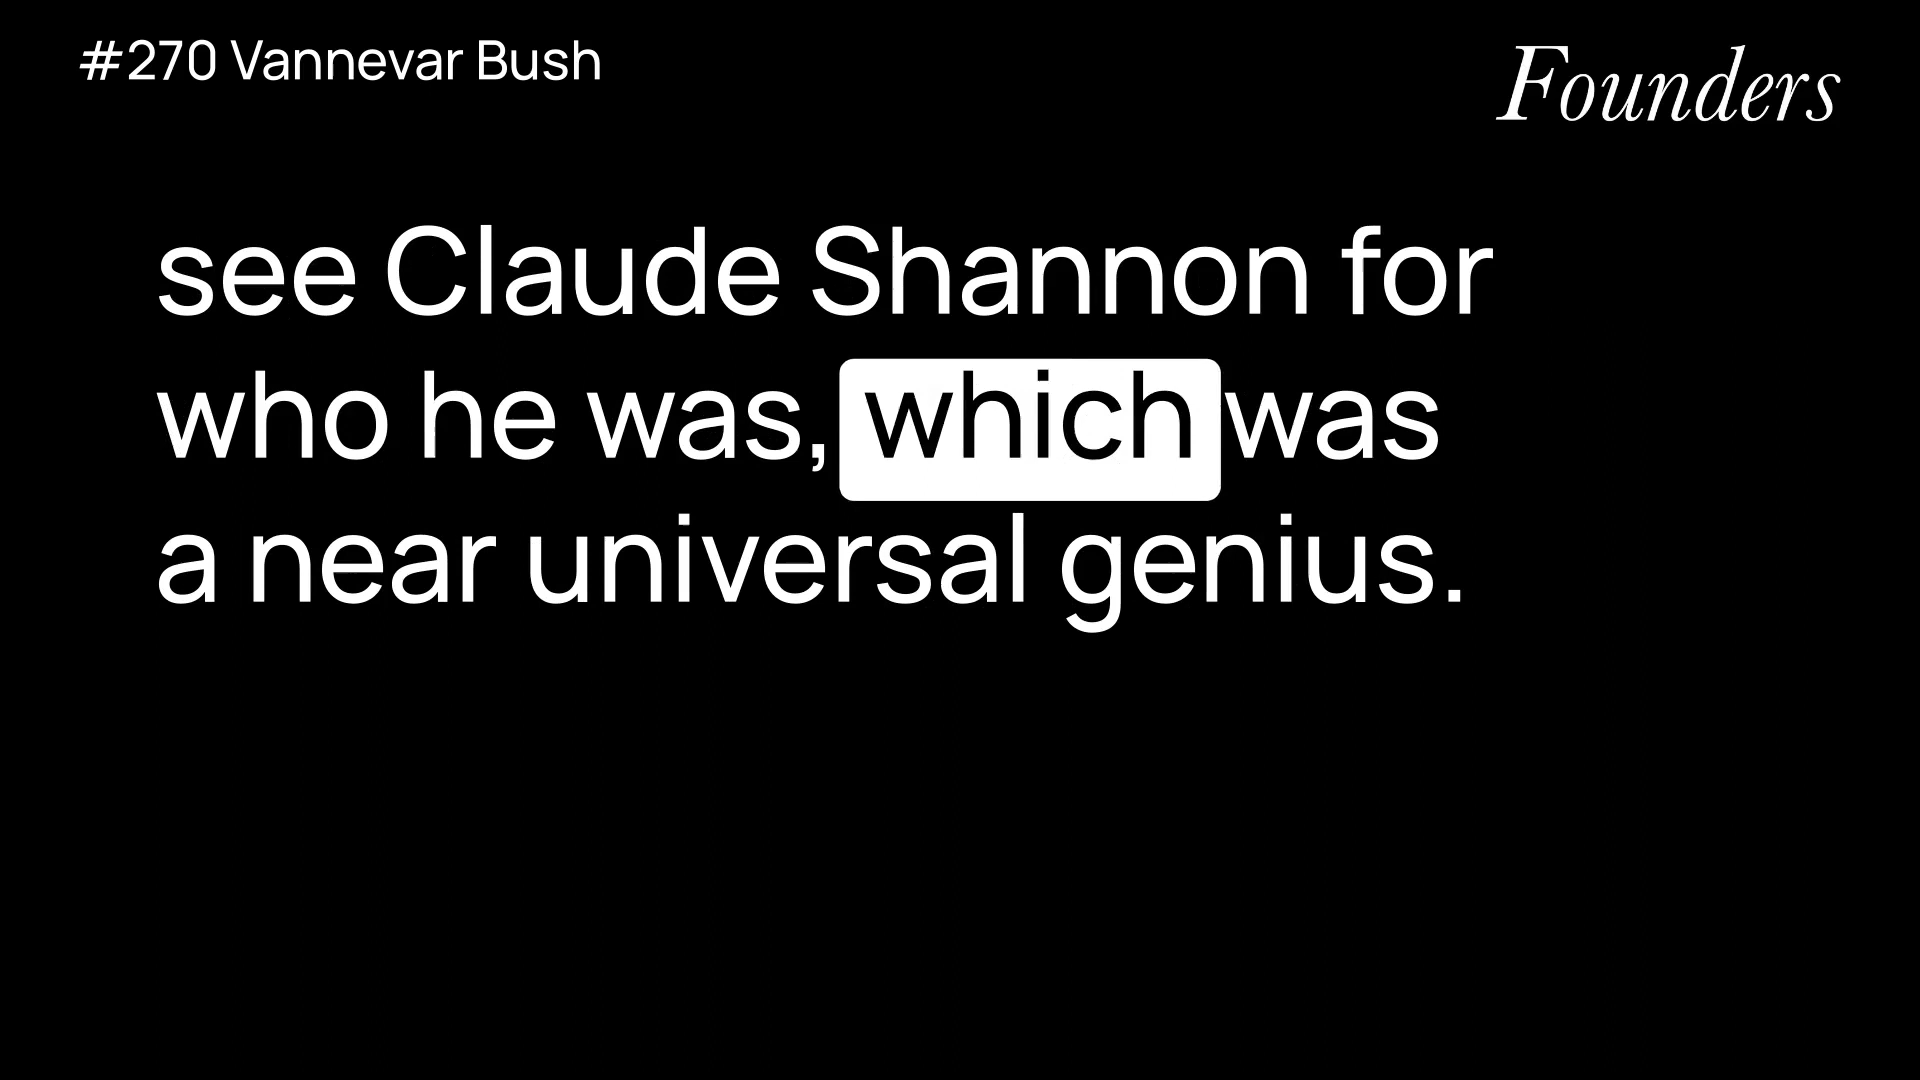 #270 Vannevar Bush
Founders
see Claude Shannon for
who he was, which was
a near universal genius.